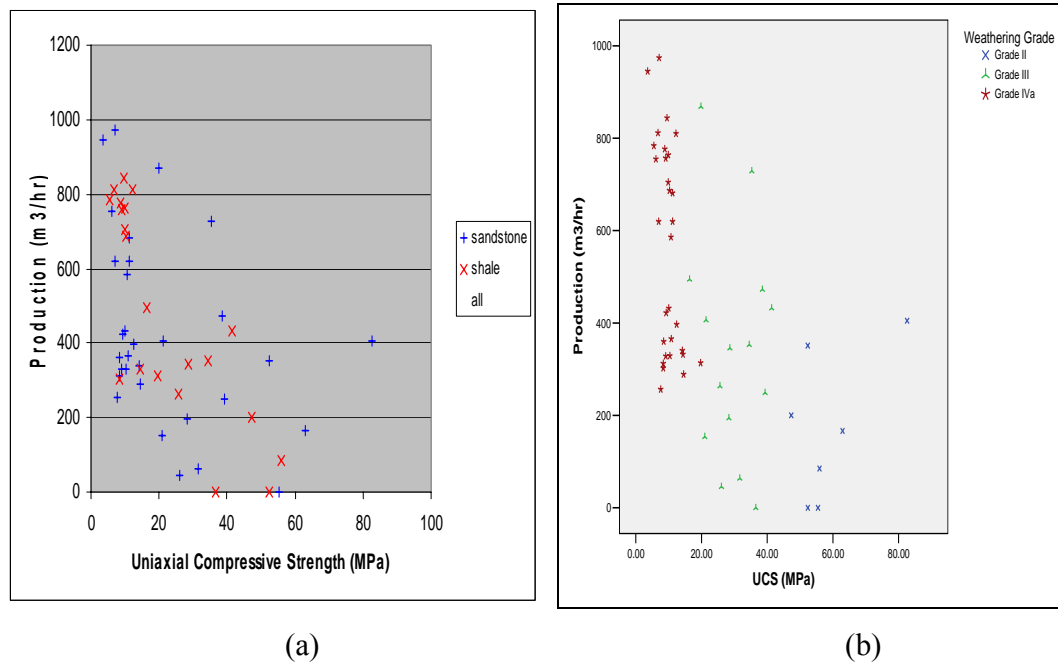 1200
1000
800
600
400
200
0
0 20 40 60 80 100
Production (m3/hr)
Uniaxial Compressive Strength (MPa)
sandstone
shale
all
(a)
Weathering Grade
Grade II
Grade III
Grade IVa
1000
800
600
400
200
0
0.00 20.00 40.00 60.00 80.00
Production (m3/hr)
UCS (MPa)
(b)